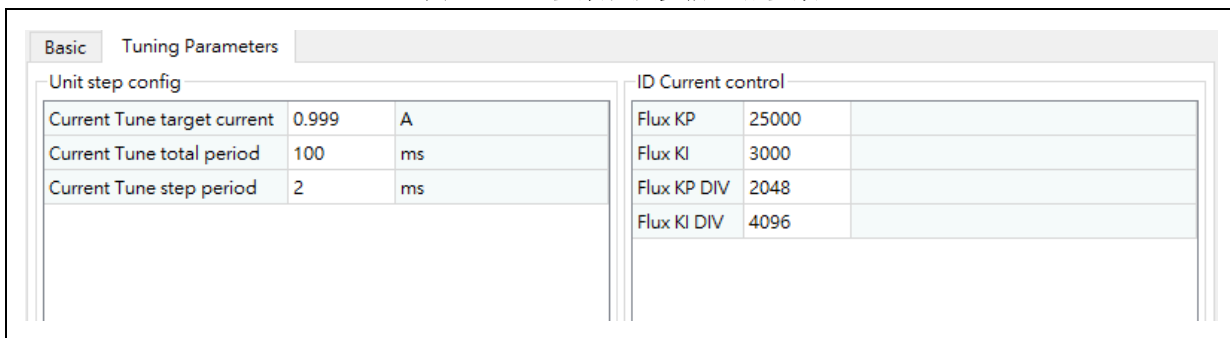 Basic Tuning Parameters
Unit step config
Current Tune target current 0.999 A
Current Tune total period 100 ms
Current Tune step period 2 ms
ID Current control
Flux KP 25000
Flux KI 3000
Flux KP DIV 2048
Flux KI DIV 4096